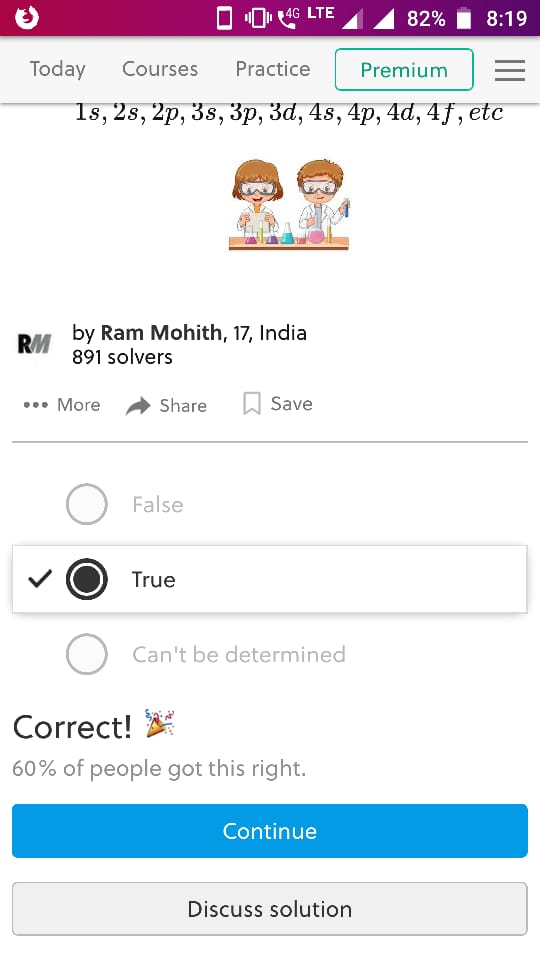 4G LTE 82% 8:19
Today Courses Practice Premium
1s, 2s, 2p, 3s, 3p, 3d, 4s, 4p, 4d, 4f, etc
RM by Ram Mohith, 17, India
891 solvers
More Share Save
False
True
Can't be determined
Correct!
60% of people got this right.
Continue
Discuss solution